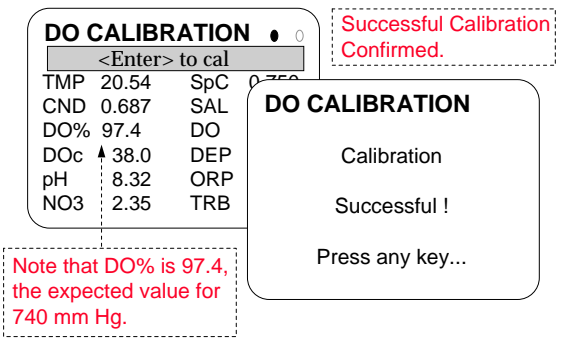 DO CALIBRATION
<Enter> to cal
TMP 20.54 SpC
CND 0.687 SAL
DO% 97.4 DO
DOc 38.0 DEP
pH 8.32 ORP
NO3 2.35 TRB
Successful Calibration
Confirmed.
DO CALIBRATION
Calibration
Successful !
Press any key...
Note that DO% is 97.4,
the expected value for
740 mm Hg.